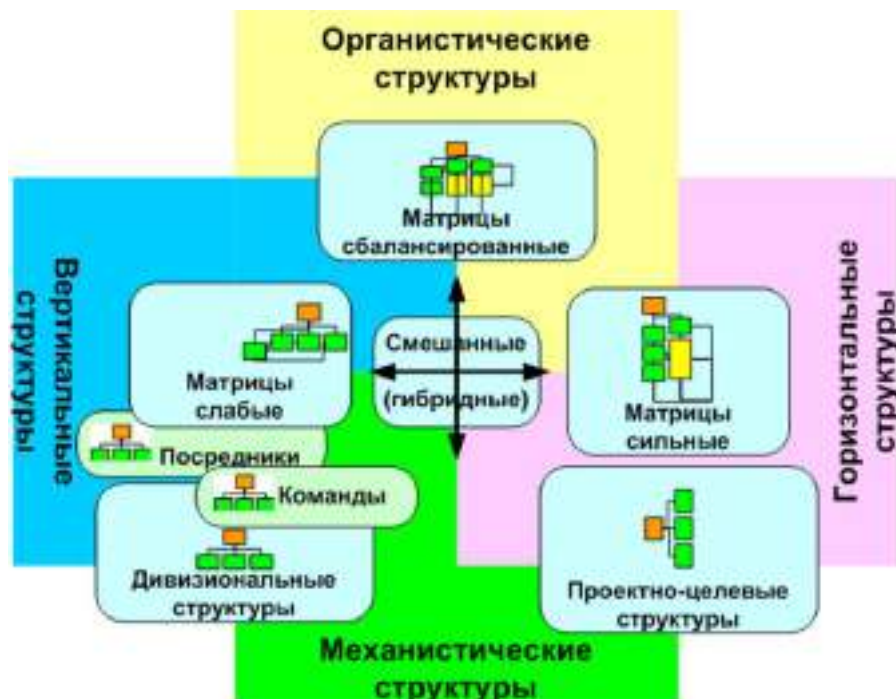 Органистические
структуры
Матрицы
сбалансированные
Вертикальные
структуры
Матрицы
слабые
Смешанные
(гибридные)
Матрицы
сильные
Горизонтальные
структуры
Посредники
Команды
Дивизиональные
структуры
Проектно-целевые
структуры
Механистические
структуры